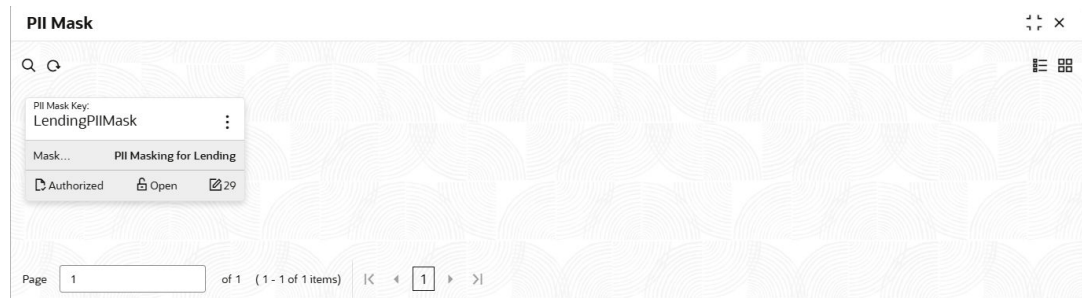 PII Mask
PII Mask Key:
LendingPIIMask
Mask... PII Masking for Lending
Authorized Open 29
Page 1 of 1 (1 - 1 of 1 items) 1